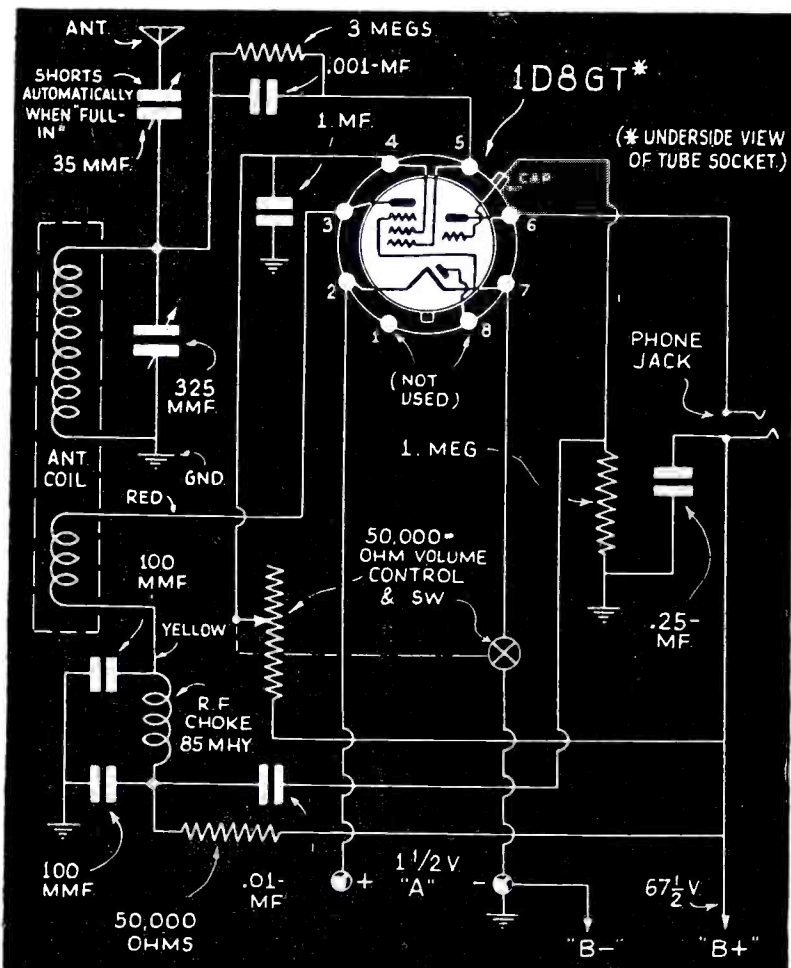 ANT.
3 MEGS
SHORTS
AUTOMATICALLY
WHEN "FULL-
IN"
.001-MF.
1D8GT*
35 MMF.
1. MF.
(* UNDERSIDE VIEW
OF TUBE SOCKET.)
4
5
CAP
3
6
2
7
1
8
(NOT
USED)
325
MMF.
PHONE
JACK
ANT.
COIL
GND.
1. MEG
RED
100
MMF.
50,000-
OHM VOLUME
CONTROL
& SW
.25-
MF.
YELLOW
R.F.
CHOKE
85 MHY.
100
MMF.
.01-
MF.
+
1 1/2 V.
"A"
-
67 1/2 V.
50,000
OHMS
"B-"
"B+"